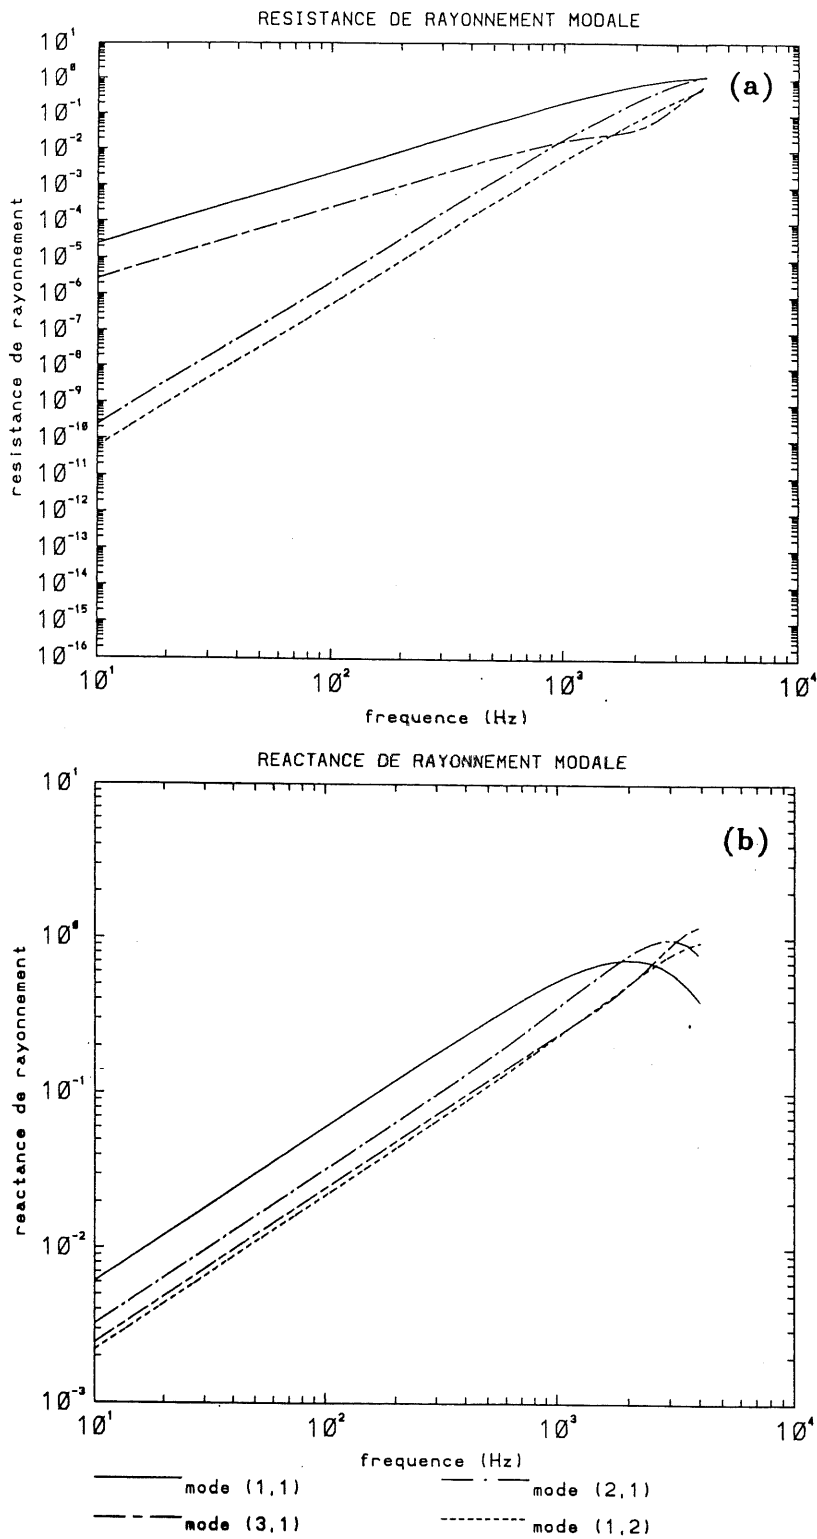 RESISTANCE DE RAYONNEMENT MODALE
(a)
resistance de rayonnement
10¹
10⁰
10⁻¹
10⁻²
10⁻³
10⁻⁴
10⁻⁵
10⁻⁶
10⁻⁷
10⁻⁸
10⁻⁹
10⁻¹⁰
10⁻¹¹
10⁻¹²
10⁻¹³
10⁻¹⁴
10⁻¹⁵
10⁻¹⁶
10¹ 10² 10³ 10⁴
frequence (Hz)
REACTANCE DE RAYONNEMENT MODALE
(b)
reactance de rayonnement
10¹
10⁰
10⁻¹
10⁻²
10⁻³
10¹ 10² 10³ 10⁴
frequence (Hz)
mode (1,1) mode (2,1)
mode (3,1) mode (1,2)